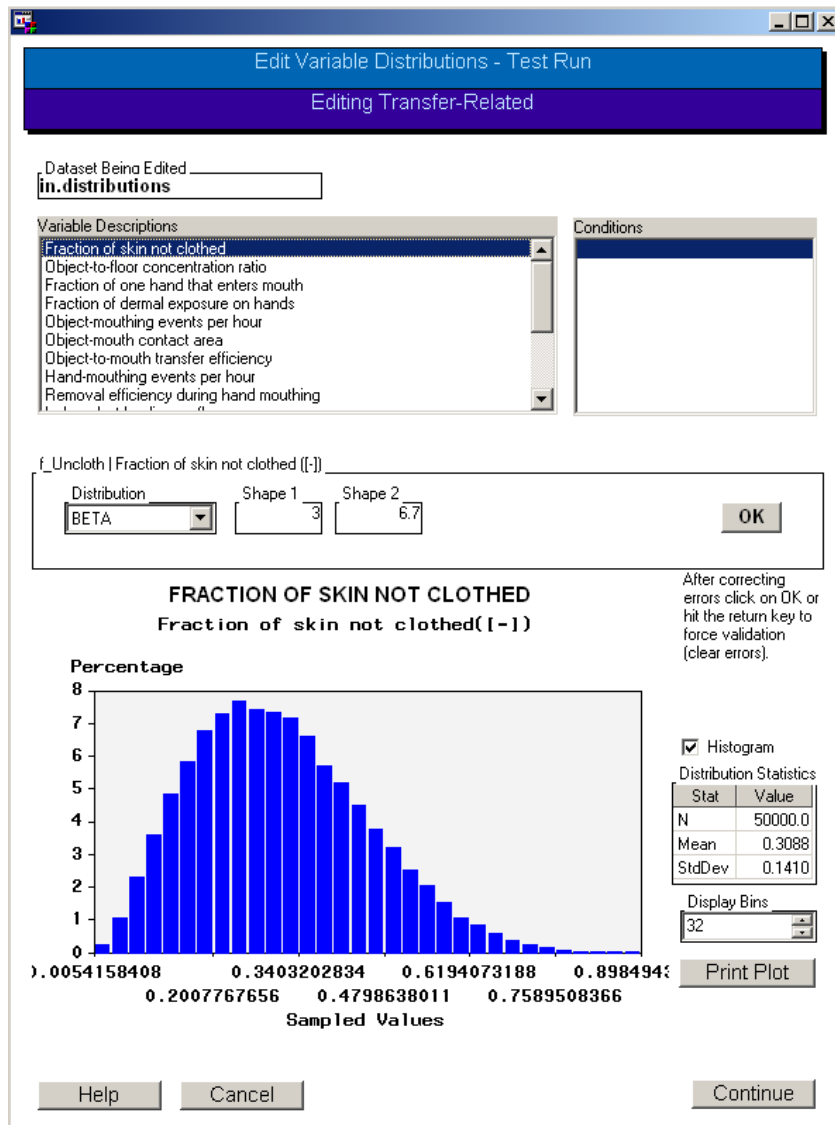 Edit Variable Distributions - Test Run
Editing Transfer-Related
Dataset Being Edited
in.distributions
Variable Descriptions
Fraction of skin not clothed
Object-to-floor concentration ratio
Fraction of one hand that enters mouth
Fraction of dermal exposure on hands
Object-mouthing events per hour
Object-mouth contact area
Object-to-mouth transfer efficiency
Hand-mouthing events per hour
Removal efficiency during hand mouthing
Conditions
f_Uncloth | Fraction of skin not clothed ([-])
Distribution
BETA
Shape 1
3
Shape 2
6.7
OK
After correcting
errors click on OK or
hit the return key to
force validation
(clear errors).
FRACTION OF SKIN NOT CLOTHED
Fraction of skin not clothed([-])
Percentage
8
7
6
5
4
3
2
1
0
0.0054158408 0.3403202834 0.6194073188 0.8984943
0.2007767656 0.4798638011 0.7589508366
Sampled Values
Histogram
Distribution Statistics
Stat Value
N 50000.0
Mean 0.3088
StdDev 0.1410
Display Bins
32
Print Plot
Help
Cancel
Continue